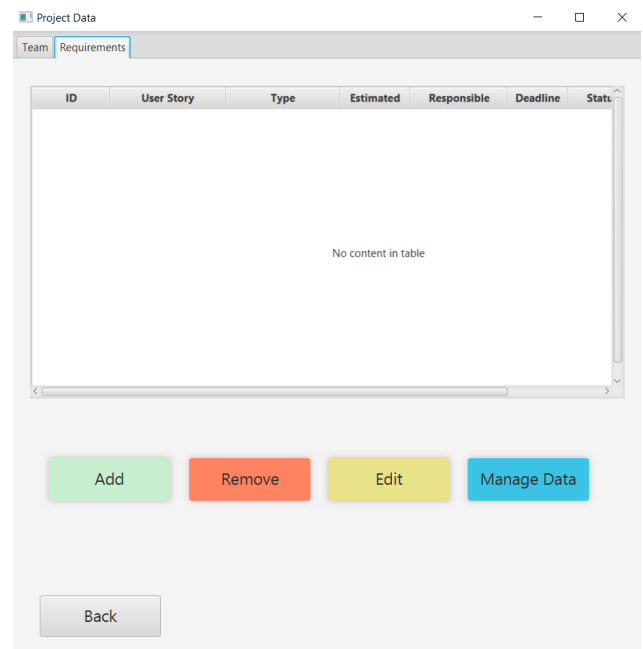 Project Data
Team Requirements
ID User Story Type Estimated Responsible Deadline Statu
No content in table
Add Remove Edit Manage Data
Back